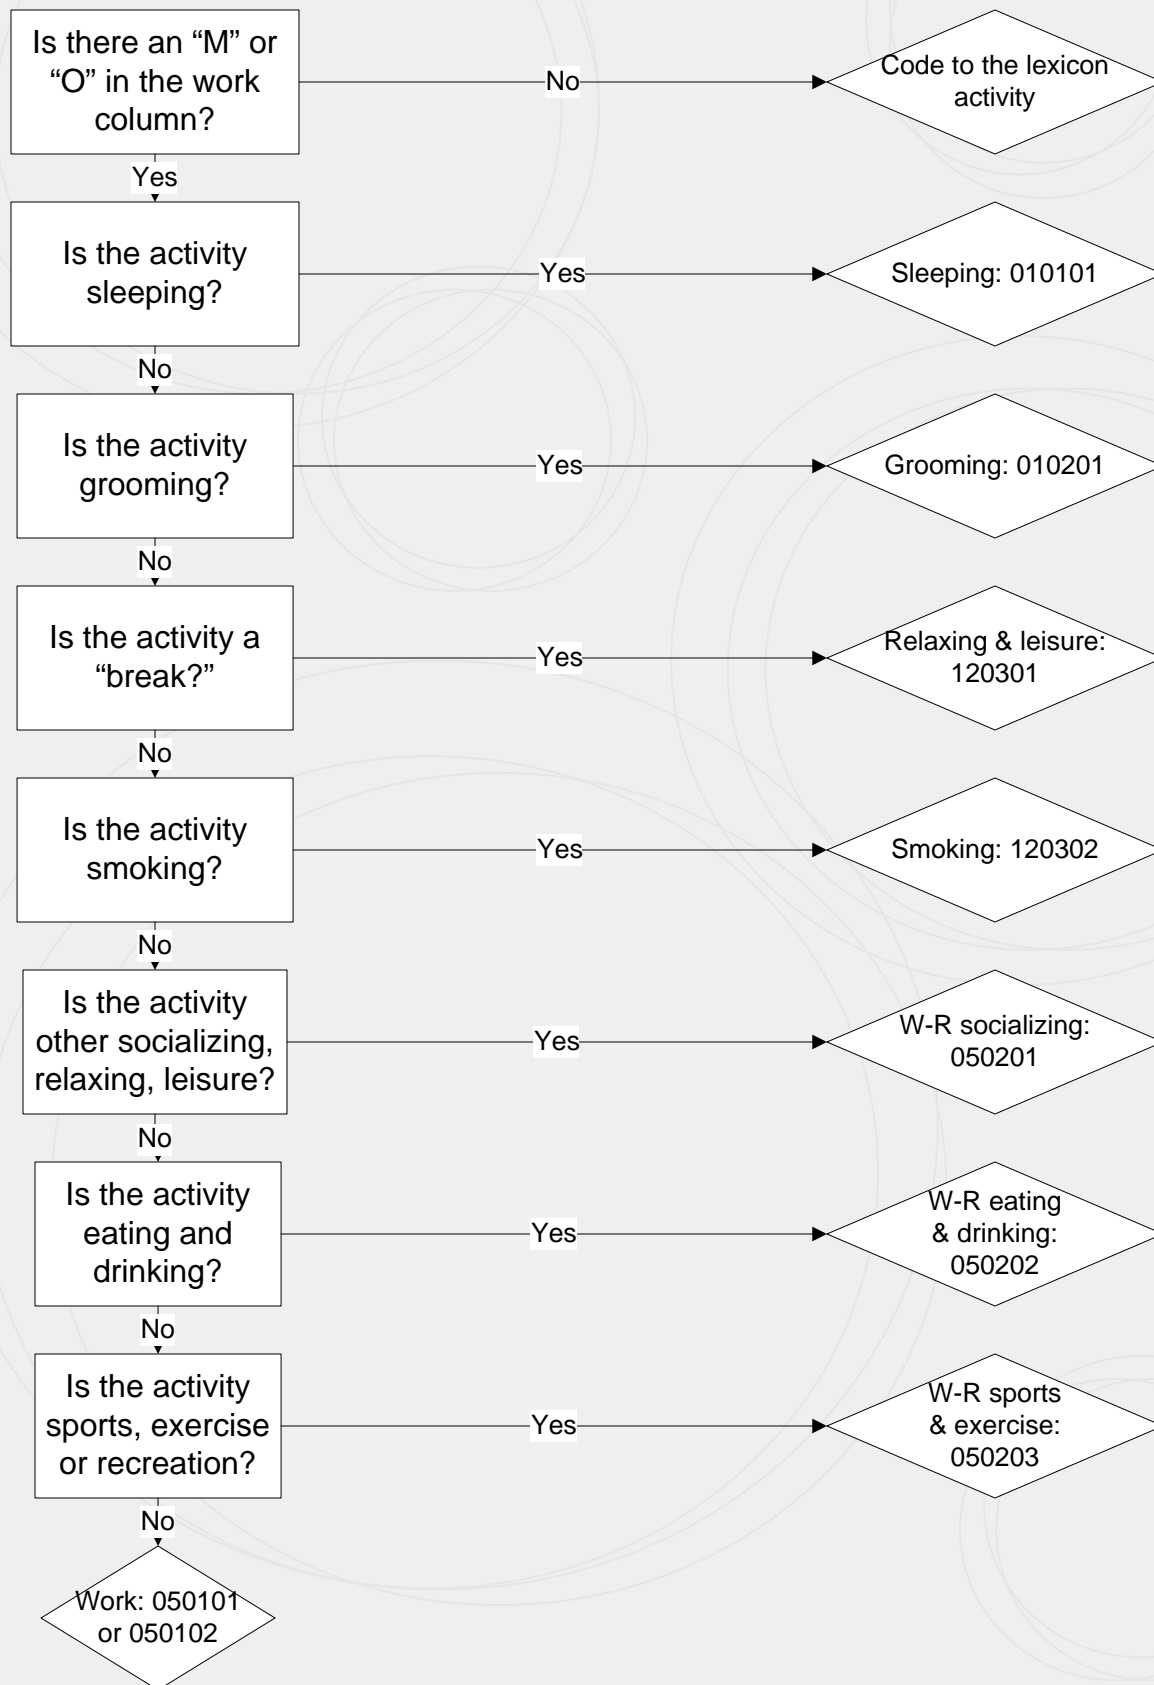 Is there an “M” or
“O” in the work
column?
No
Code to the lexicon
activity
Yes
Is the activity
sleeping?
Yes
Sleeping: 010101
No
Is the activity
grooming?
Yes
Grooming: 010201
No
Is the activity a
“break?”
Yes
Relaxing & leisure:
120301
No
Is the activity
smoking?
Yes
Smoking: 120302
No
Is the activity
other socializing,
relaxing, leisure?
Yes
W-R socializing:
050201
No
Is the activity
eating and
drinking?
Yes
W-R eating
& drinking:
050202
No
Is the activity
sports, exercise
or recreation?
Yes
W-R sports
& exercise:
050203
No
Work: 050101
or 050102